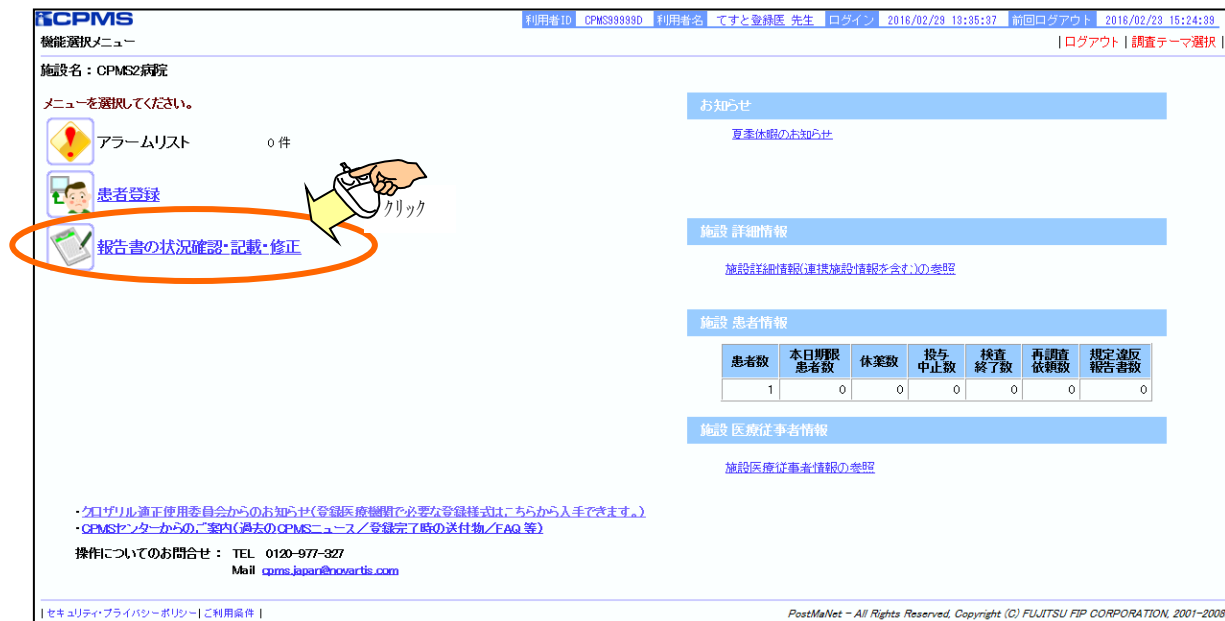 CPMS
利用者ID CPMS99999D 利用者名 てすと登録医 先生 ログイン 2016/02/29 13:35:37 前回ログアウト 2016/02/23 15:24:39
機能選択メニュー
|ログアウト|調査テーマ選択|
施設名：CPMS2病院
メニューを選択してください。
アラームリスト 0 件
患者登録
クリック
報告書の状況確認・記載・修正
お知らせ
夏季休暇のお知らせ
施設 詳細情報
施設詳細情報(連携施設情報を含む)の参照
施設 患者情報
患者数 本日期限患者数 休薬数 投与中止数 検査終了数 再調査依頼数 規定違反報告書数
1 0 0 0 0 0 0
施設 医療従事者情報
施設医療従事者情報の参照
・クロザリル適正使用委員会からのお知らせ(登録医療機関で必要な登録様式はこちらから入手できます。)
・CPMSセンターからのご案内(過去のCPMSニュース／登録完了時の送付物／FAQ 等)
操作についてのお問合せ： TEL 0120-977-327
Mail cpms.japan@novartis.com
|セキュリティ・プライバシーポリシー|ご利用条件|
PostMaNet - All Rights Reserved, Copyright (C) FUJITSU FIP CORPORATION, 2001-2008